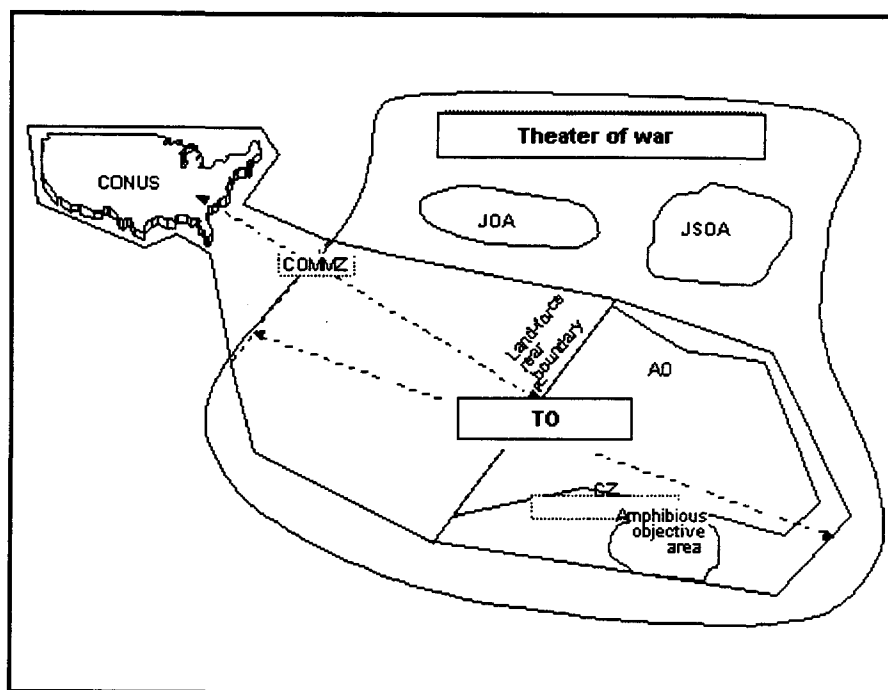 Theater of war
CONUS
JOA
JSOA
COMMZ
Land-force
rear
boundary
AO
TO
CZ
Amphibious
objective
area